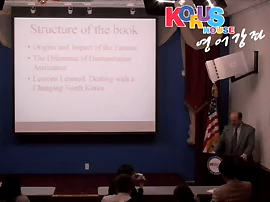 Structure of the book
• Origins and Impact of the Famine
• The Dilemma of Humanitarian
Assistance
• Lessons Learned: Dealing with a
Changing North Korea
KORUS
HOUSE
영어강좌